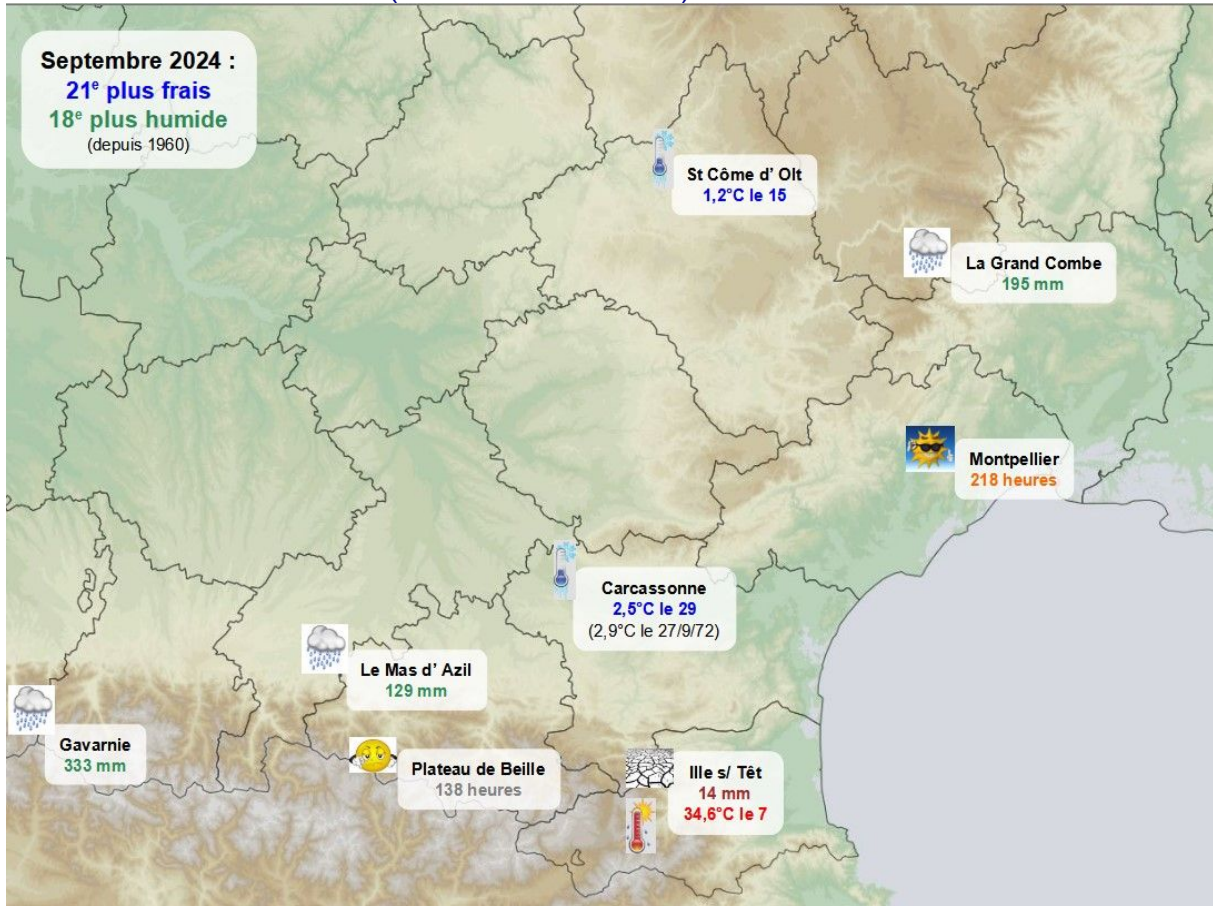 Septembre 2024 :
21e plus frais
18e plus humide
(depuis 1960)
St Côme d' Olt
1,2°C le 15
La Grand Combe
195 mm
Montpellier
218 heures
Carcassonne
2,5°C le 29
(2,9°C le 27/9/72)
Le Mas d' Azil
129 mm
Gavarnie
333 mm
Plateau de Beille
138 heures
Ille s/ Têt
14 mm
34,6°C le 7